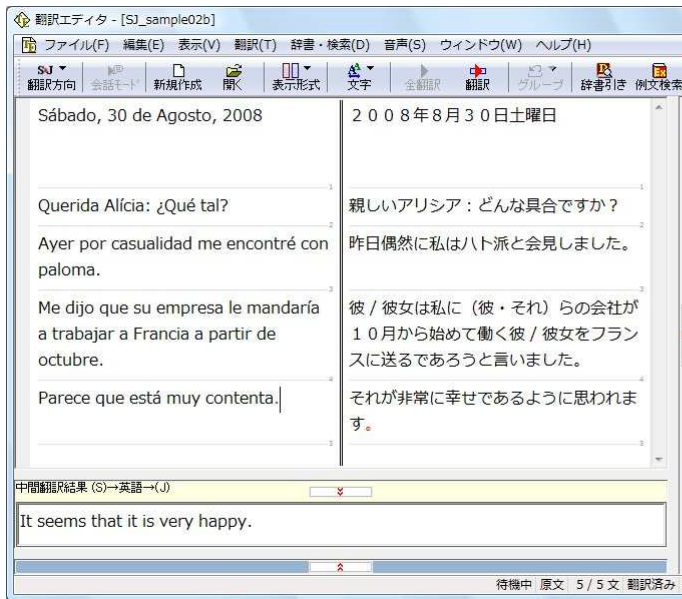 翻訳エディタ - [SJ_sample02b]
ファイル(F) 編集(E) 表示(V) 翻訳(T) 辞書・検索(D) 音声(S) ウィンドウ(W) ヘルプ(H)
SJ
翻訳方向 会話モード 新規作成 開く 表示形式 文字 全翻訳 翻訳 グループ 辞書引き 例文検索
Sábado, 30 de Agosto, 2008
２００８年８月３０日土曜日
1
1
Querida Alícia: ¿Qué tal?
親しいアリシア：どんな具合ですか？
2
2
Ayer por casualidad me encontré con
paloma.
昨日偶然に私はハト派と会見しました。
3
3
Me dijo que su empresa le mandaría
a trabajar a Francia a partir de
octubre.
彼 / 彼女は私に（彼・それ）らの会社が
１０月から始めて働く彼 / 彼女をフラン
スに送るであろうと言いました。
4
4
Parece que está muy contenta.
それが非常に幸せであるように思われま
す。
5
5
中間翻訳結果 (S)→英語→(J)
It seems that it is very happy.
待機中 原文 5 / 5 文 翻訳済み